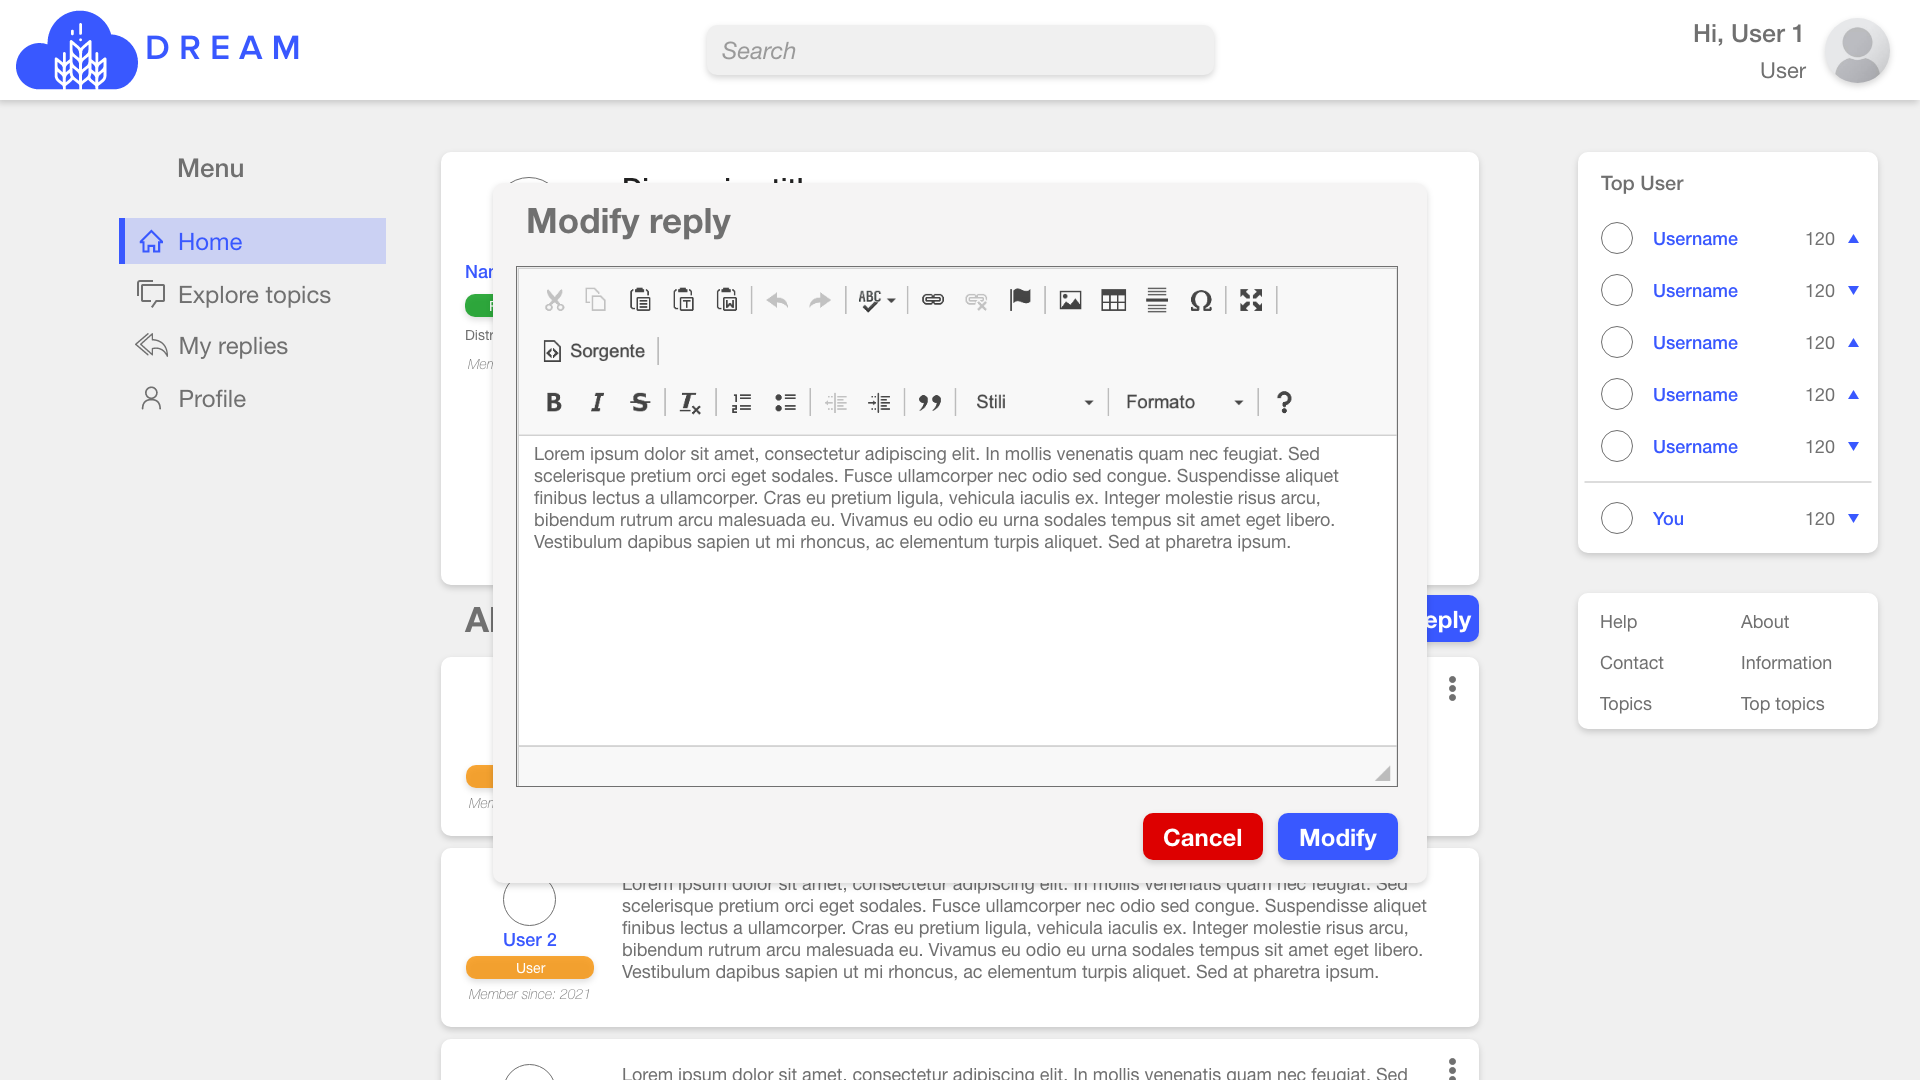 DREAM
Search
Hi, User 1
User
Menu
Home
Explore topics
My replies
Profile
Modify reply
ABC
Sorgente
B I S Tx
Stili
Formato
?
Lorem ipsum dolor sit amet, consectetur adipiscing elit. In mollis venenatis quam nec feugiat. Sed
scelerisque pretium orci eget sodales. Fusce ullamcorper nec odio sed congue. Suspendisse aliquet
finibus lectus a ullamcorper. Cras eu pretium ligula, vehicula iaculis ex. Integer molestie risus arcu,
bibendum rutrum arcu malesuada eu. Vivamus eu odio eu urna sodales tempus sit amet eget libero.
Vestibulum dapibus sapien ut mi rhoncus, ac elementum turpis aliquet. Sed at pharetra ipsum.
Cancel
Modify
Lorem ipsum dolor sit amet, consectetur adipiscing elit. In mollis venenatis quam nec feugiat. Sed
scelerisque pretium orci eget sodales. Fusce ullamcorper nec odio sed congue. Suspendisse aliquet
finibus lectus a ullamcorper. Cras eu pretium ligula, vehicula iaculis ex. Integer molestie risus arcu,
bibendum rutrum arcu malesuada eu. Vivamus eu odio eu urna sodales tempus sit amet eget libero.
Vestibulum dapibus sapien ut mi rhoncus, ac elementum turpis aliquet. Sed at pharetra ipsum.
User 2
User
Member since: 2021
Lorem ipsum dolor sit amet, consectetur adipiscing elit. In mollis venenatis quam nec feugiat. Sed
Top User
Username 120
Username 120
Username 120
Username 120
Username 120
You 120
Help
About
Contact
Information
Topics
Top topics